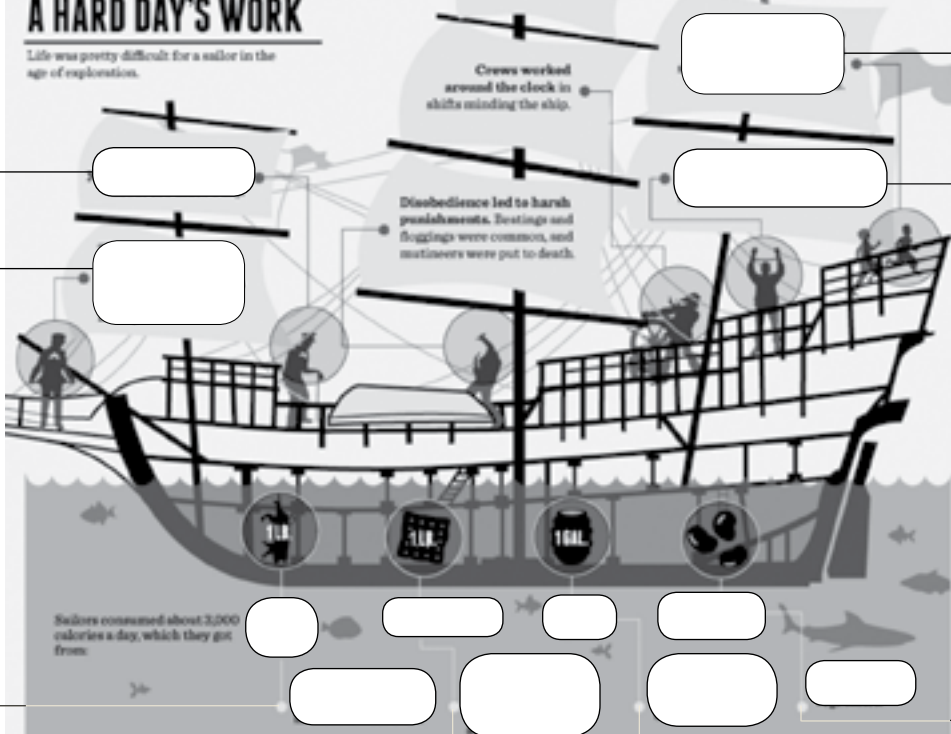 A HARD DAY'S WORK
Life was pretty difficult for a sailor in the
age of exploration.
Crews worked
around the clock in
shifts minding the ship.
Disobedience led to harsh
punishments. Beatings and
floggings were common, and
mutineers were put to death.
1 LB.
1 LB.
1 GAL.
Sailors consumed about 3,000
calories a day, which they got
from: